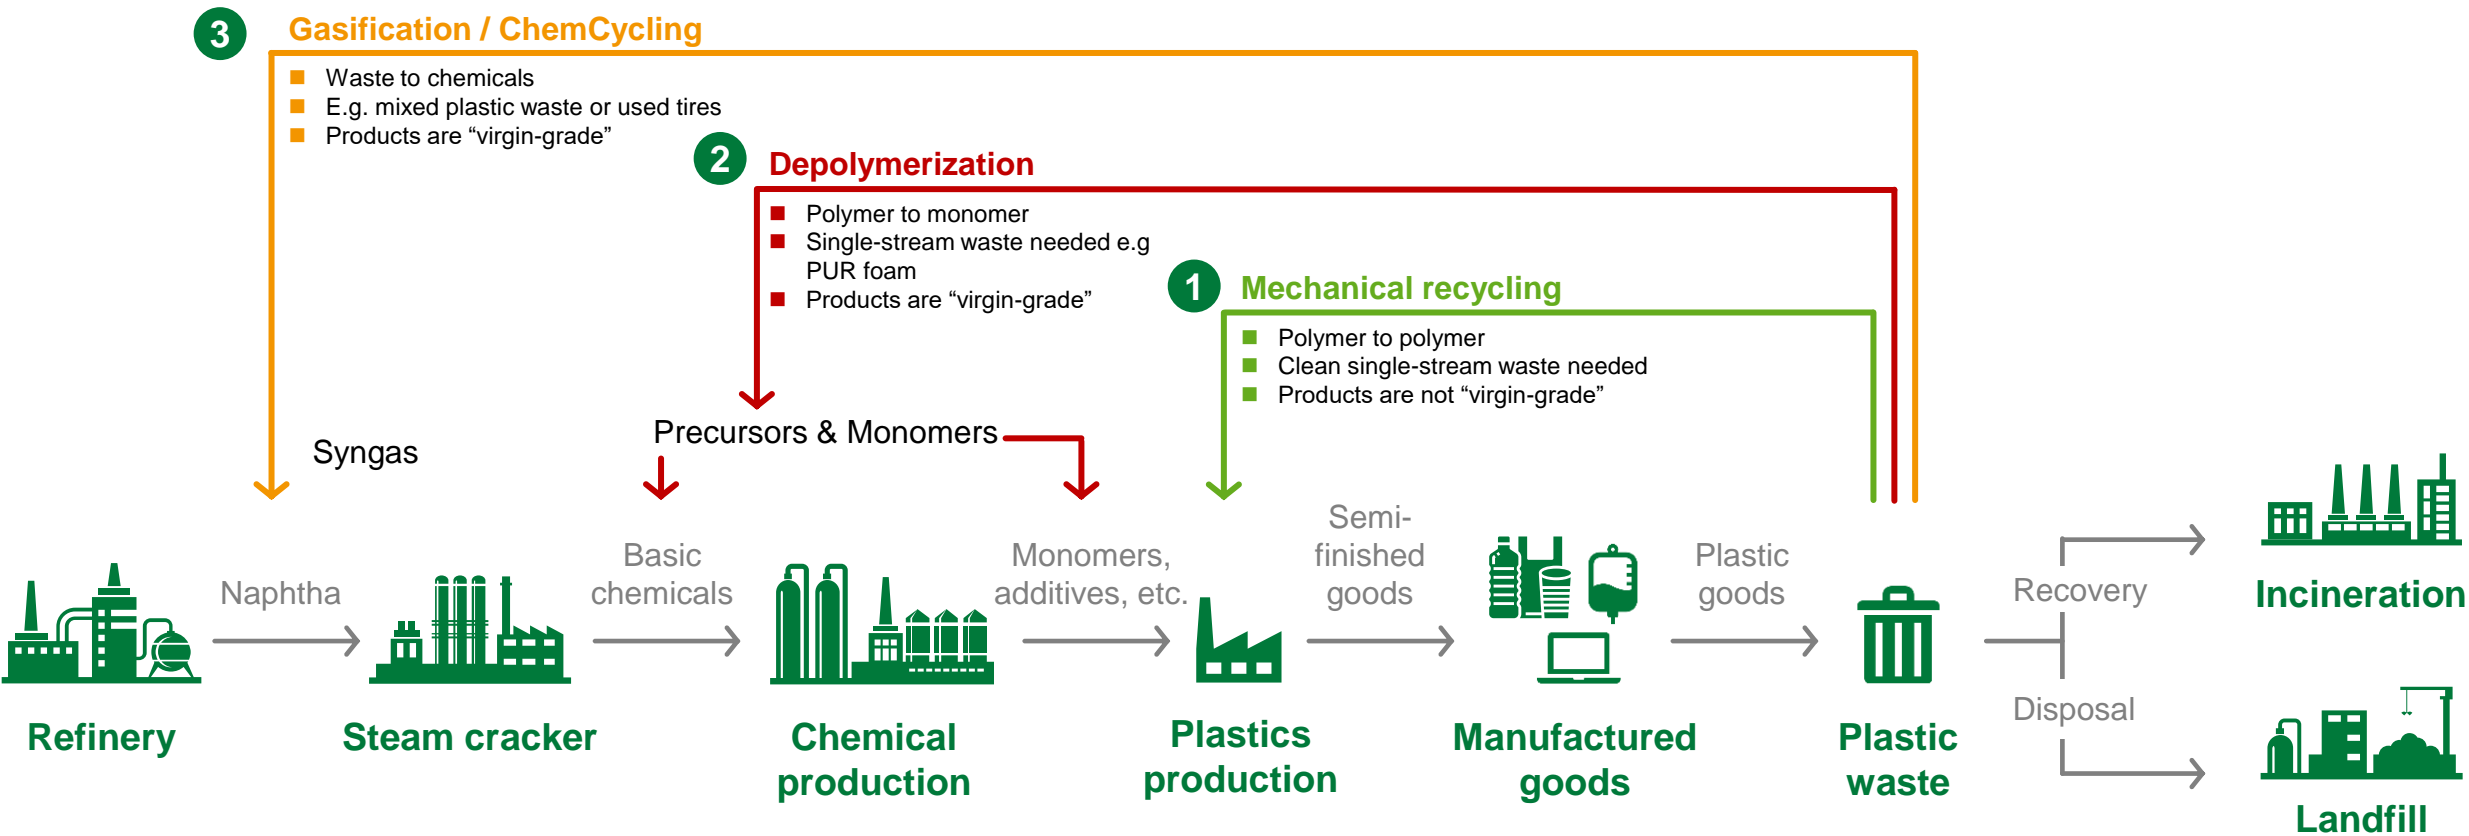 3
Gasification / ChemCycling
Waste to chemicals
E.g. mixed plastic waste or used tires
Products are “virgin-grade”
2
Depolymerization
Polymer to monomer
Single-stream waste needed e.g
PUR foam
Products are “virgin-grade”
1
Mechanical recycling
Polymer to polymer
Clean single-stream waste needed
Products are not “virgin-grade”
Syngas
Precursors & Monomers
Naphtha
Basic
chemicals
Monomers,
additives, etc.
Semi-
finished
goods
Plastic
goods
Recovery
Disposal
Refinery
Steam cracker
Chemical
production
Plastics
production
Manufactured
goods
Plastic
waste
Incineration
Landfill